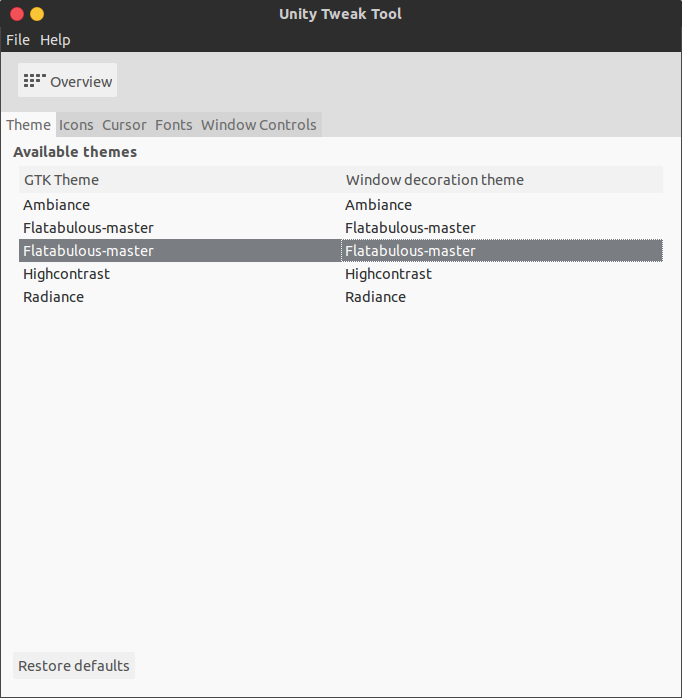 Unity Tweak Tool
File Help
Overview
Theme Icons Cursor Fonts Window Controls
Available themes
GTK Theme Window decoration theme
Ambiance Ambiance
Flatabulous-master Flatabulous-master
Flatabulous-master Flatabulous-master
Highcontrast Highcontrast
Radiance Radiance
Restore defaults